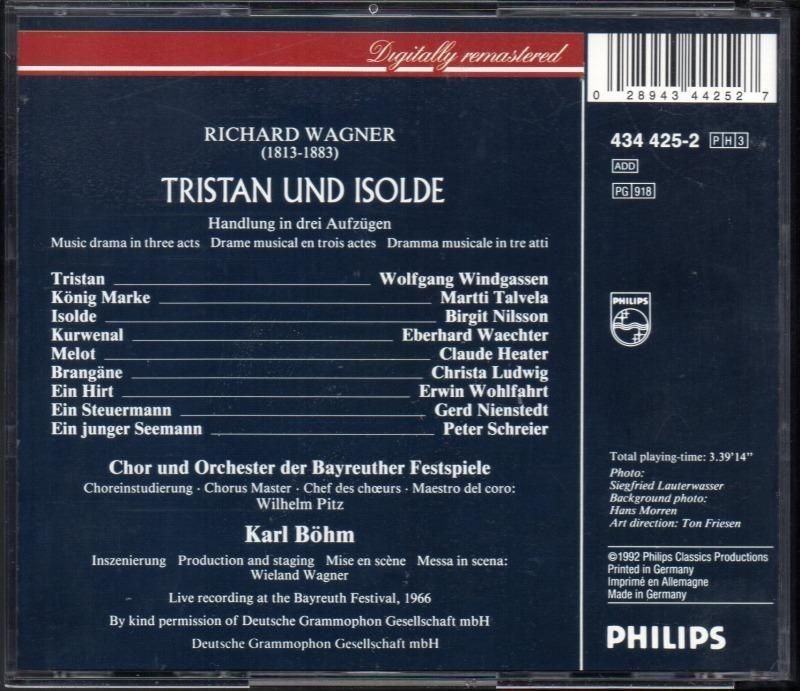 Digitally remastered
0 28943 44252 7
RICHARD WAGNER
(1813-1883)
TRISTAN UND ISOLDE
Handlung in drei Aufzügen
Music drama in three acts Drame musical en trois actes Dramma musicale in tre atti
Tristan Wolfgang Windgassen
König Marke Martti Talvela
Isolde Birgit Nilsson
Kurwenal Eberhard Waechter
Melot Claude Heater
Brangäne Christa Ludwig
Ein Hirt Erwin Wohlfahrt
Ein Steuermann Gerd Nienstedt
Ein junger Seemann Peter Schreier
Chor und Orchester der Bayreuther Festspiele
Choreinstudierung · Chorus Master · Chef des chœurs · Maestro del coro:
Wilhelm Pitz
Karl Böhm
Inszenierung Production and staging Mise en scène Messa in scena:
Wieland Wagner
Live recording at the Bayreuth Festival, 1966
By kind permission of Deutsche Grammophon Gesellschaft mbH
Deutsche Grammophon Gesellschaft mbH
434 425-2 PH3
ADD
PG 918
PHILIPS
Total playing-time: 3.39'14"
Photo:
Siegfried Lauterwasser
Background photo:
Hans Morren
Art direction: Ton Friesen
©1992 Philips Classics Productions
Printed in Germany
Imprimé en Allemagne
Made in Germany
PHILIPS